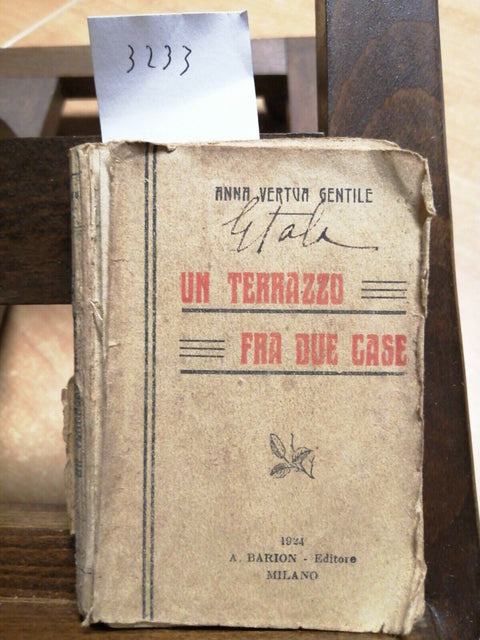 3233
ANNA VERTUA GENTILE
UN TERRAZZO
FRA DUE CASE
1924
A. BARION - Editore
MILANO